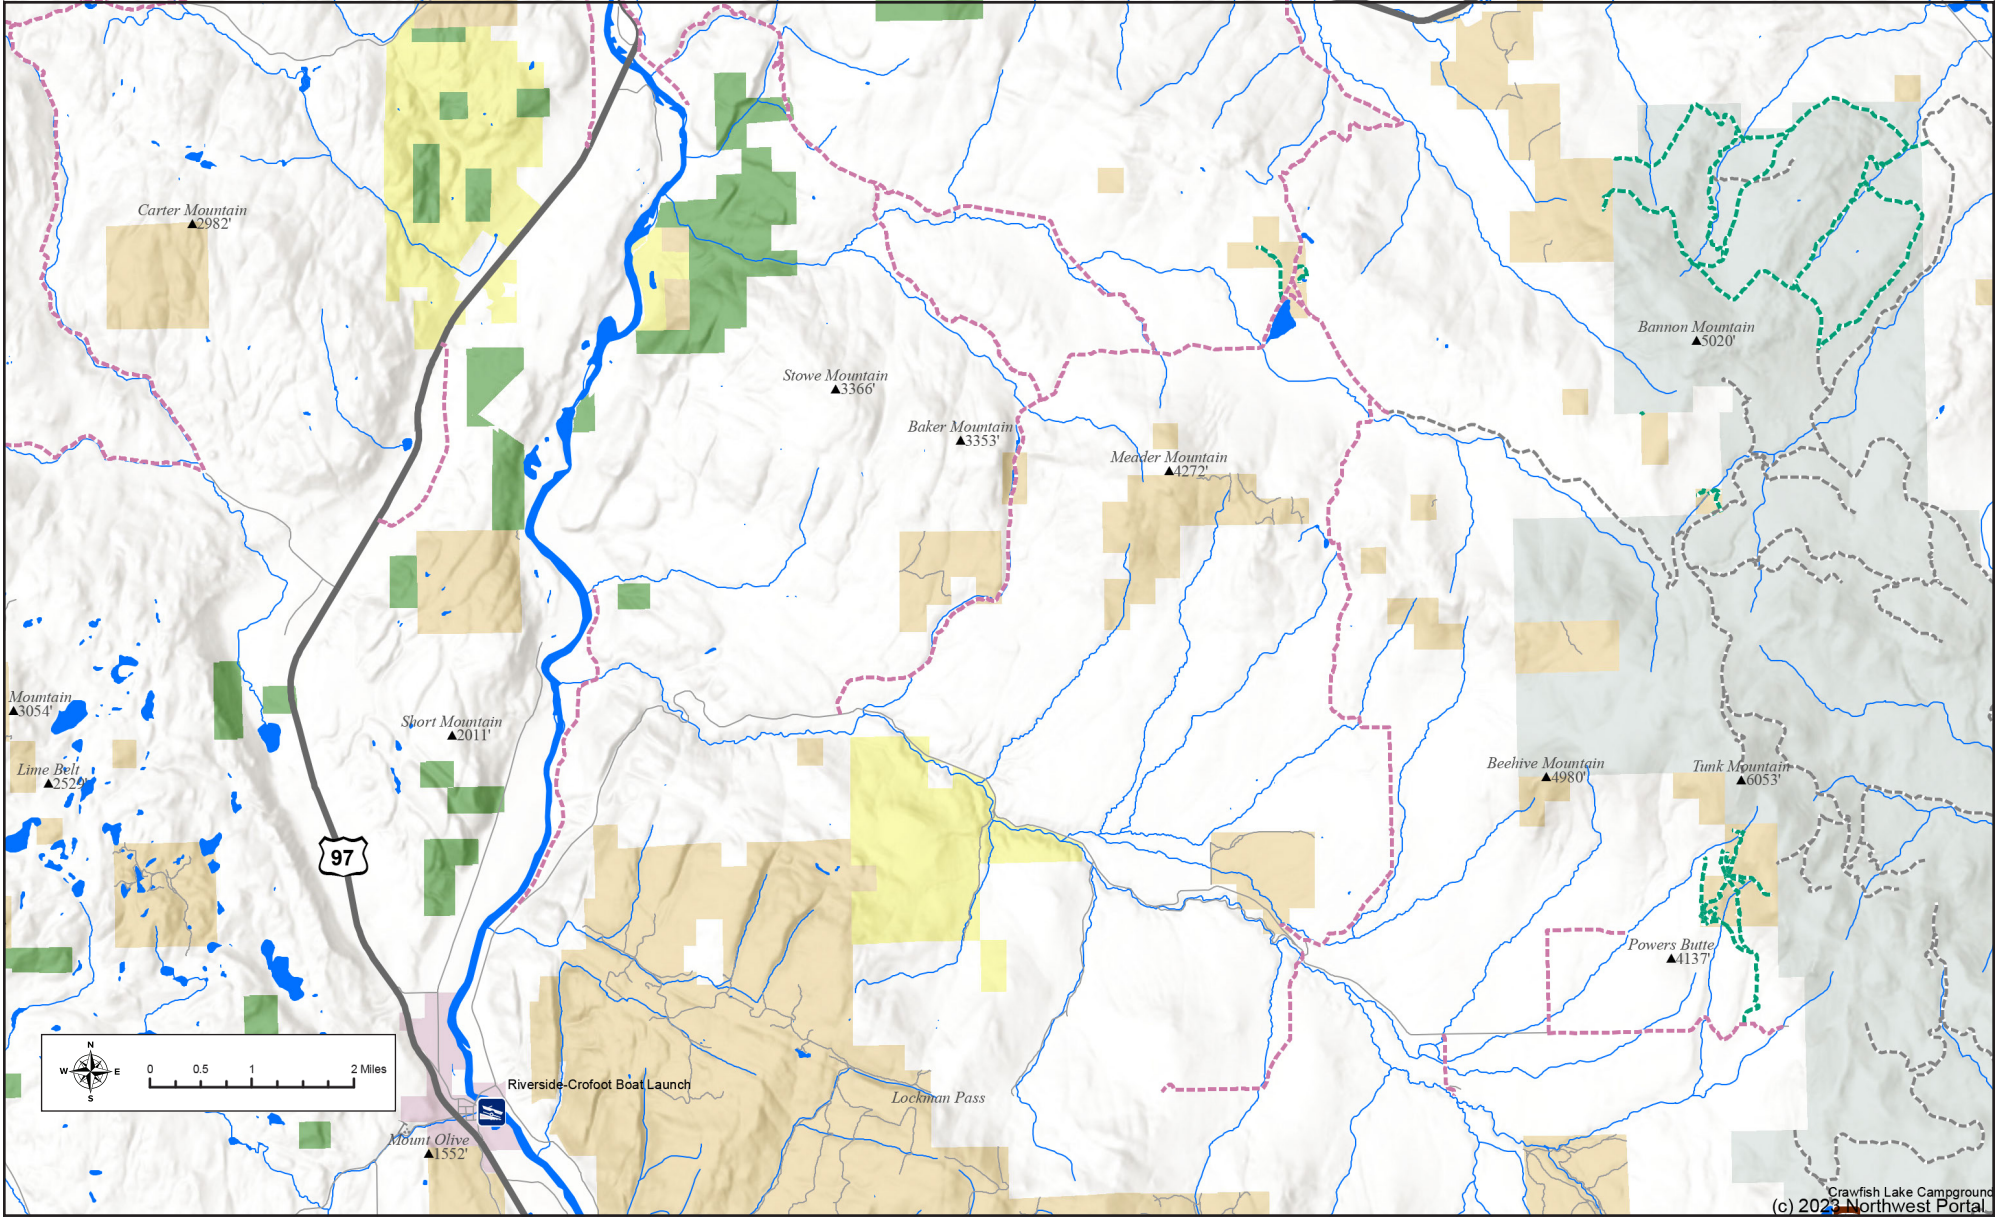 Carter Mountain
2982'
Bannon Mountain
5020'
Stowe Mountain
3366'
Baker Mountain
3353'
Meader Mountain
4272'
Mountain
3054'
Short Mountain
2011'
Lime Belt
2529'
Beehive Mountain
4980'
Tunk Mountain
6053'
97
Powers Butte
4137'
N
W E
S
0 0.5 1 2 Miles
Riverside-Crofoot Boat Launch
Lockman Pass
Mount Olive
1552'
Crawfish Lake Campground
(c) 2023 Northwest Portal